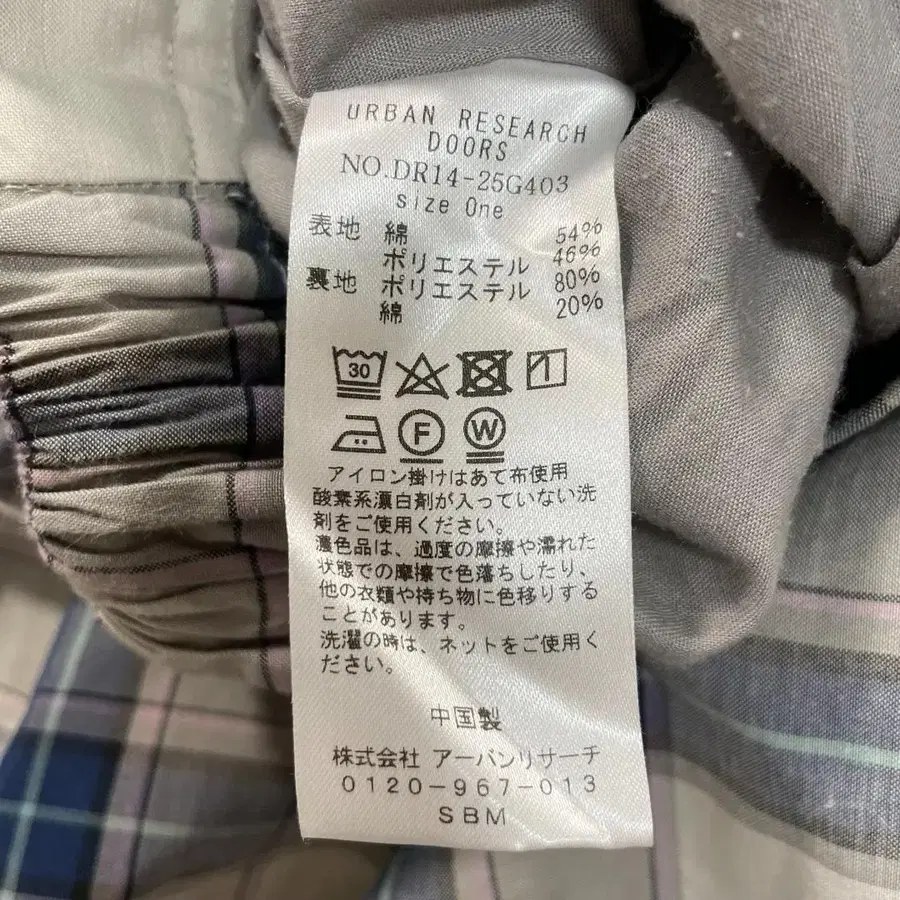 URBAN RESEARCH
DOORS
NO.DR14-25G403
size One
表地 綿 54%
ポリエステル 46%
裏地 ポリエステル 80%
綿 20%
30
F W
アイロン掛けはあて布使用
酸素系漂白剤が入っていない洗
剤をご使用ください。
濃色品は、過度の摩擦や濡れた
状態での摩擦で色落ちしたり、
他の衣類や持ち物に色移りする
ことがあります。
洗濯の時は、ネットをご使用く
ださい。
中国製
株式会社 アーバンリサーチ
0120-967-013
SBM